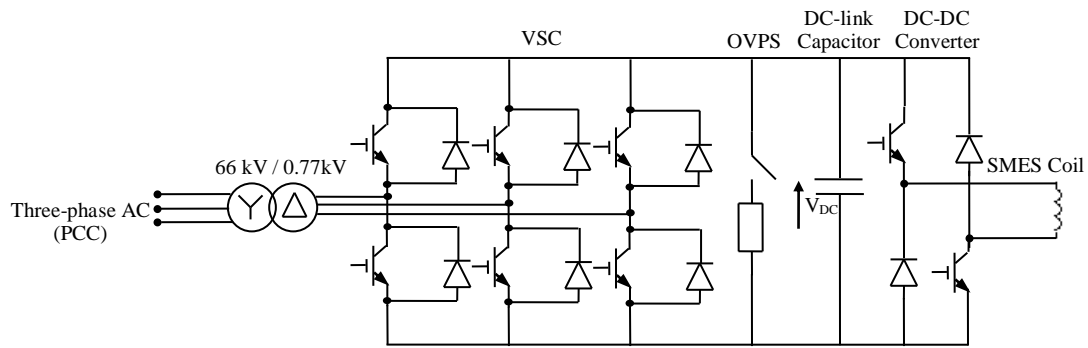 VSC
OVPS
DC-link
Capacitor
DC-DC
Converter
66 kV / 0.77kV
Three-phase AC
(PCC)
VDC
SMES Coil